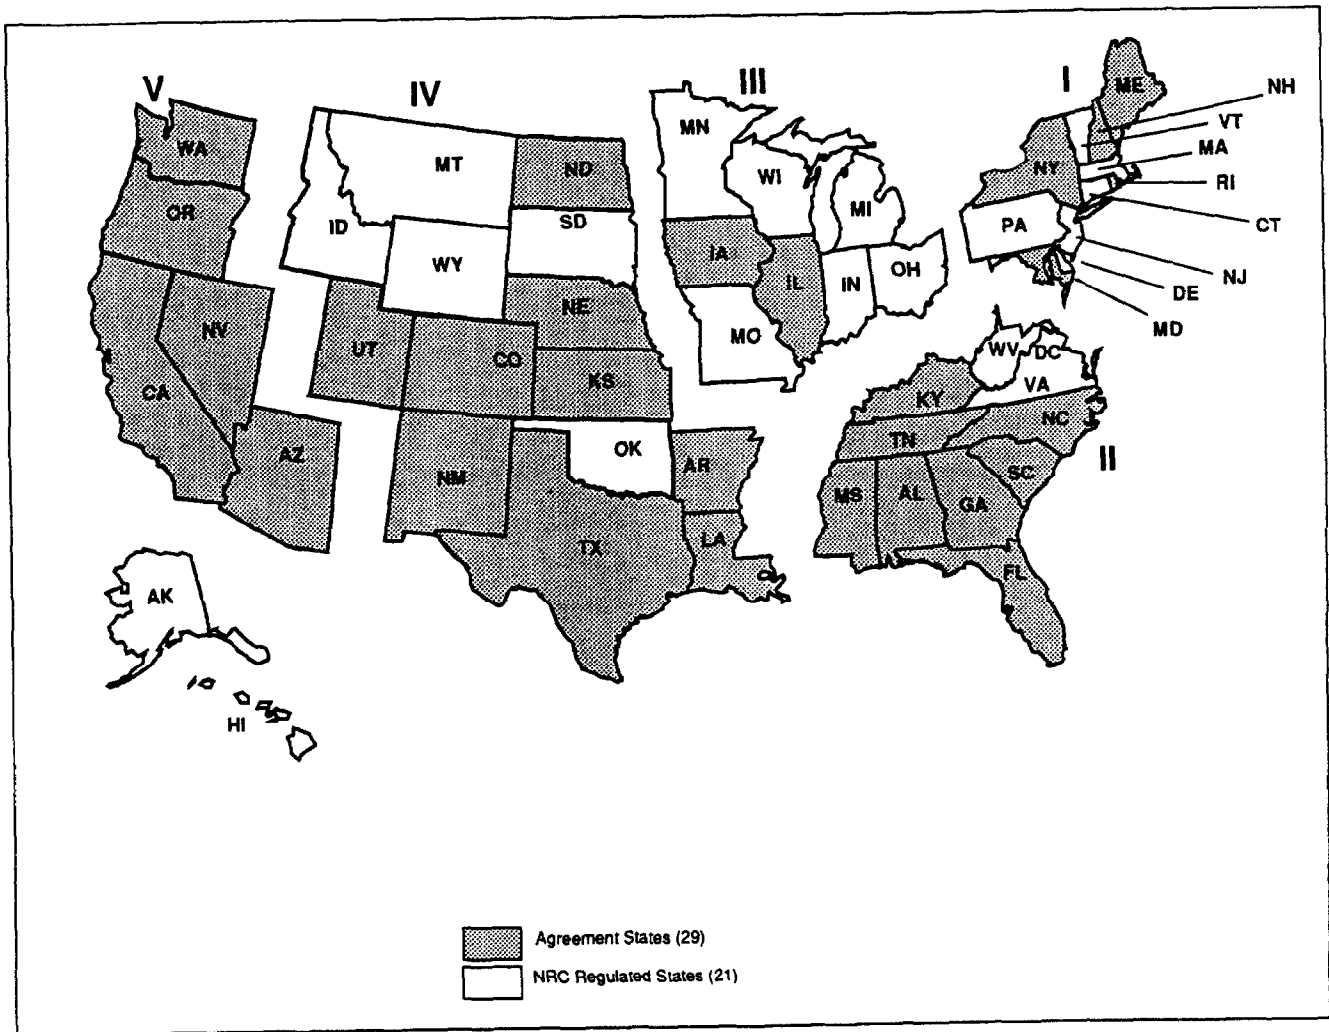 V
IV
III
I
ME
NH
VT
MA
RI
CT
NJ
DE
MD
WA
MT
ND
MN
WI
MI
NY
PA
OR
ID
SD
WY
IA
IL
IN
OH
NV
UT
CO
NE
KS
MO
WV
DC
VA
CA
AZ
NM
OK
AR
KY
NC
TN
II
TX
LA
MS
AL
GA
SC
FL
AK
HI
Agreement States (29)
NRC Regulated States (21)